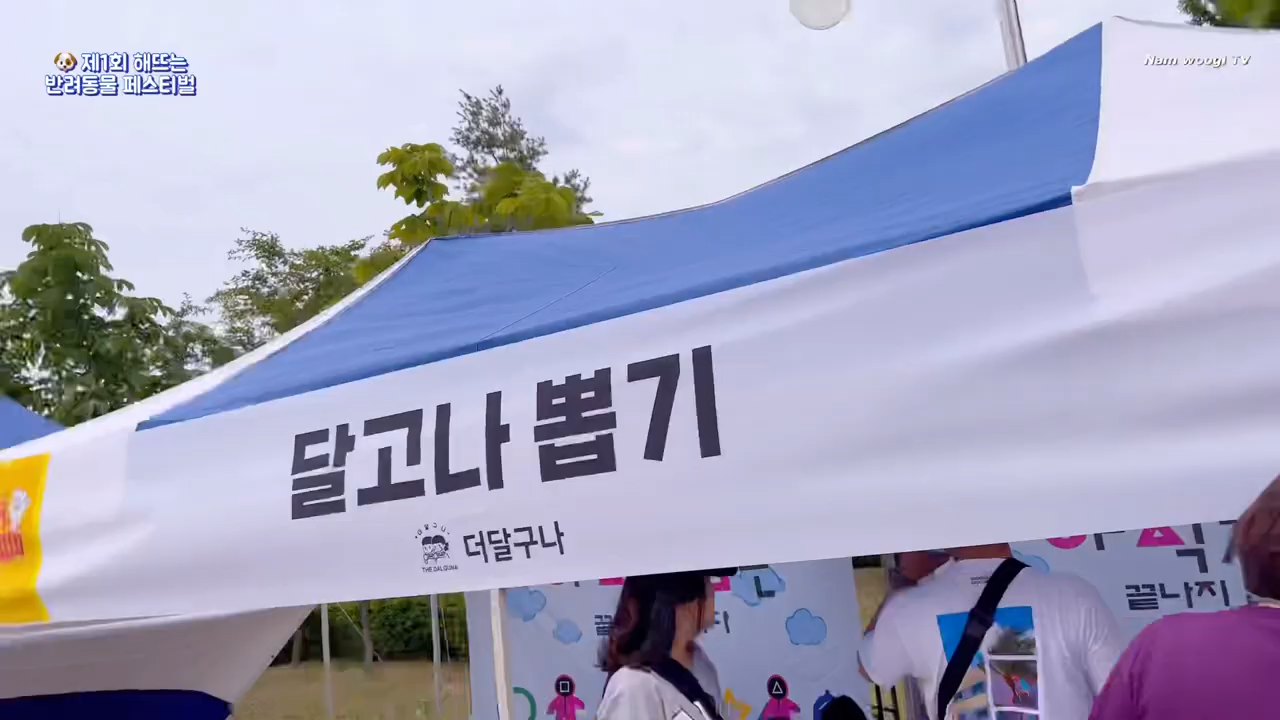 제1회 해뜨는
반려동물 페스티벌
Nam woogi TV
달고나 뽑기
더달구나
THE DALGUNA
끝나지